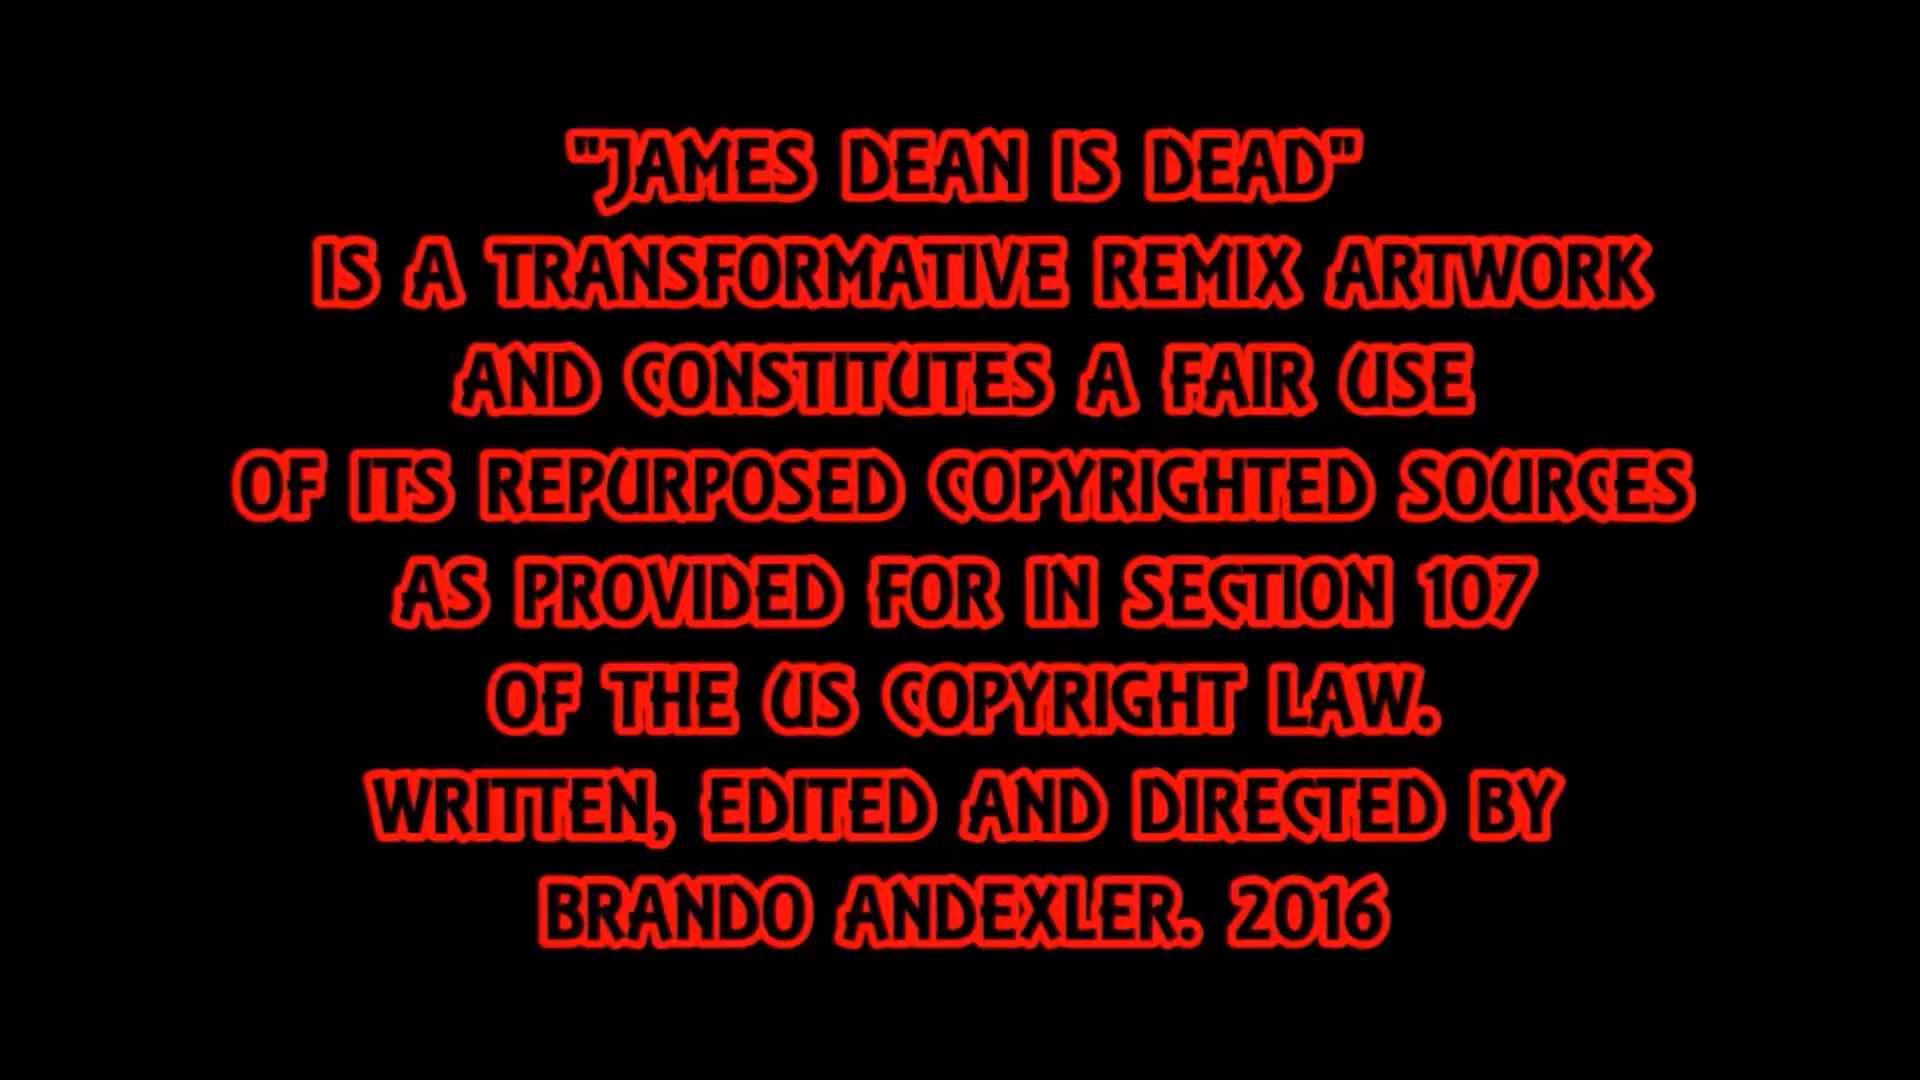 "JAMES DEAN IS DEAD"
IS A TRANSFORMATIVE REMIX ARTWORK
AND CONSTITUTES A FAIR USE
OF ITS REPURPOSED COPYRIGHTED SOURCES
AS PROVIDED FOR IN SECTION 107
OF THE US COPYRIGHT LAW.
WRITTEN, EDITED AND DIRECTED BY
BRANDO ANDEXLER. 2016